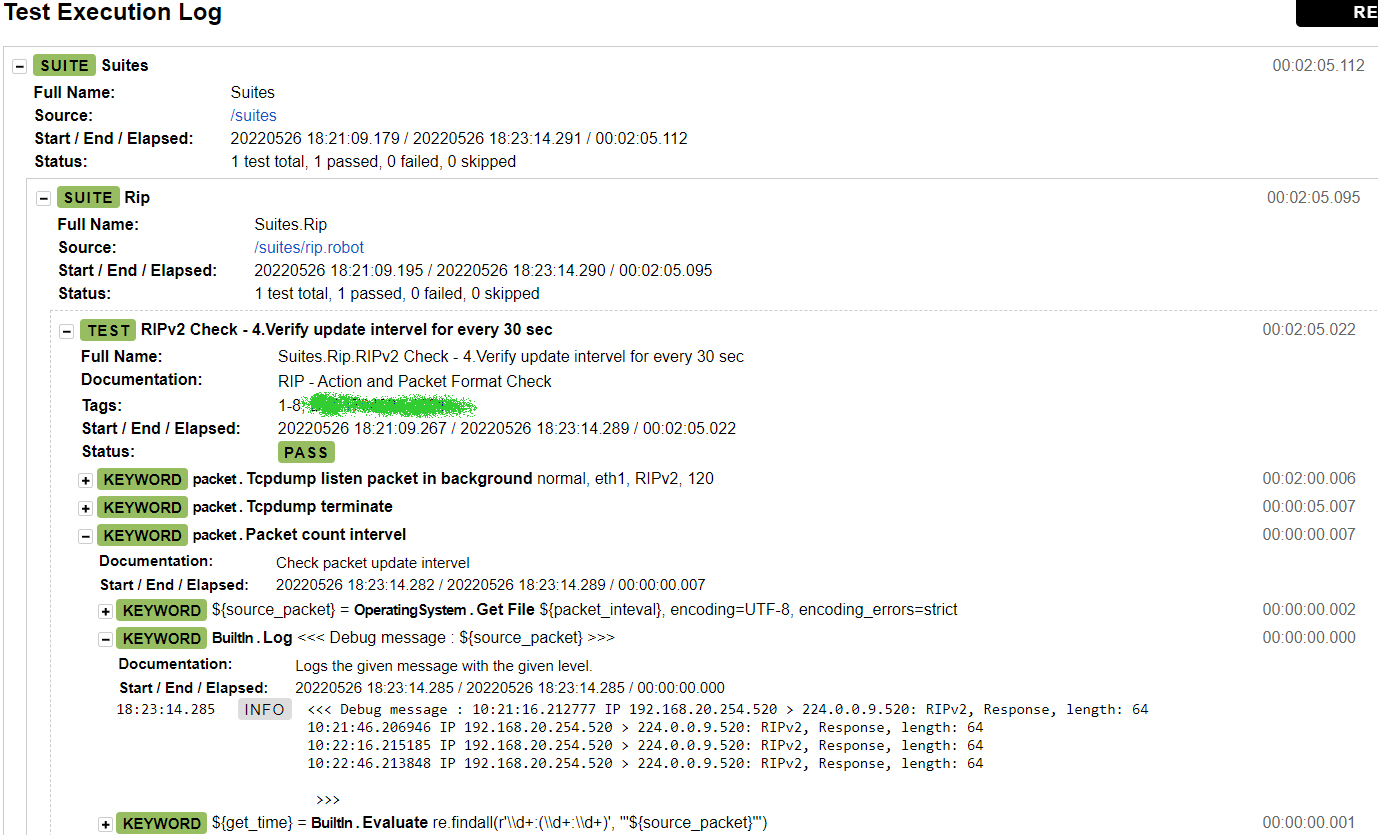 Test Execution Log
RE
SUITE Suites 00:02:05.112
Full Name: Suites
Source: /suites
Start / End / Elapsed: 20220526 18:21:09.179 / 20220526 18:23:14.291 / 00:02:05.112
Status: 1 test total, 1 passed, 0 failed, 0 skipped
SUITE Rip 00:02:05.095
Full Name: Suites.Rip
Source: /suites/rip.robot
Start / End / Elapsed: 20220526 18:21:09.195 / 20220526 18:23:14.290 / 00:02:05.095
Status: 1 test total, 1 passed, 0 failed, 0 skipped
TEST RIPv2 Check - 4.Verify update intervel for every 30 sec 00:02:05.022
Full Name: Suites.Rip.RIPv2 Check - 4.Verify update intervel for every 30 sec
Documentation: RIP - Action and Packet Format Check
Tags: 1-8,
Start / End / Elapsed: 20220526 18:21:09.267 / 20220526 18:23:14.289 / 00:02:05.022
Status: PASS
+ KEYWORD packet . Tcpdump listen packet in background normal, eth1, RIPv2, 120 00:02:00.006
+ KEYWORD packet . Tcpdump terminate 00:00:05.007
- KEYWORD packet . Packet count intervel 00:00:00.007
Documentation: Check packet update intervel
Start / End / Elapsed: 20220526 18:23:14.282 / 20220526 18:23:14.289 / 00:00:00.007
+ KEYWORD ${source_packet} = OperatingSystem . Get File ${packet_inteval}, encoding=UTF-8, encoding_errors=strict 00:00:00.002
- KEYWORD BuiltIn . Log <<< Debug message : ${source_packet} >>> 00:00:00.000
Documentation: Logs the given message with the given level.
Start / End / Elapsed: 20220526 18:23:14.285 / 20220526 18:23:14.285 / 00:00:00.000
18:23:14.285 INFO <<< Debug message : 10:21:16.212777 IP 192.168.20.254.520 > 224.0.0.9.520: RIPv2, Response, length: 64
10:21:46.206946 IP 192.168.20.254.520 > 224.0.0.9.520: RIPv2, Response, length: 64
10:22:16.215185 IP 192.168.20.254.520 > 224.0.0.9.520: RIPv2, Response, length: 64
10:22:46.213848 IP 192.168.20.254.520 > 224.0.0.9.520: RIPv2, Response, length: 64
>>>
+ KEYWORD ${get_time} = BuiltIn . Evaluate re.findall(r'\\d+:(\\d+:\\d+)', '''${source_packet}''') 00:00:00.001